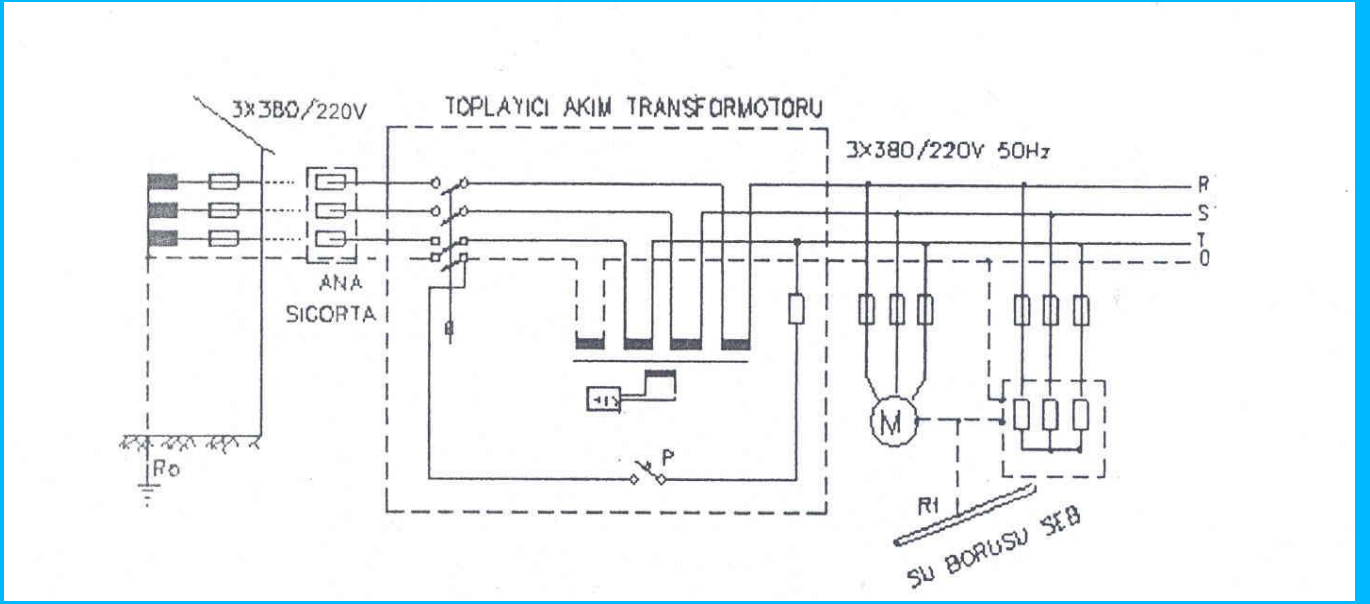 3X380/220V
TOPLAYICI AKIM TRANSFORMOTORU
3X380/220V 50Hz
R
S
T
0
ANA
SIGORTA
P
M
Ro
R1
SU BORUSU SEB